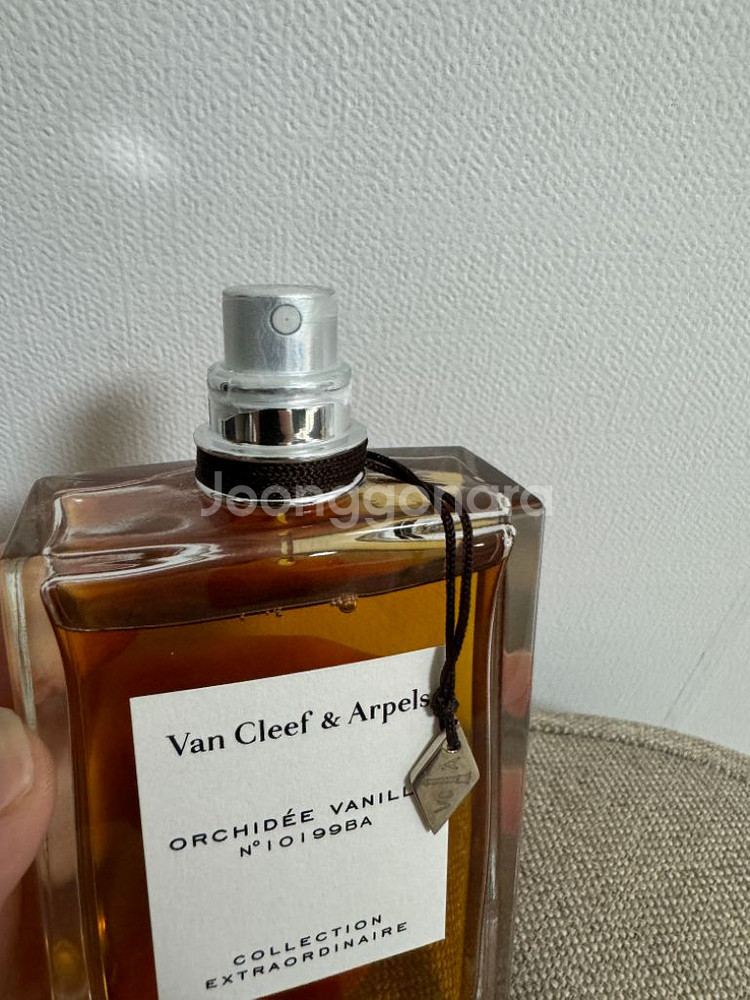 Joonggonara
Van Cleef & Arpels
ORCHIDÉE VANILL
N°10199BA
COLLECTION
EXTRAORDINAIRE